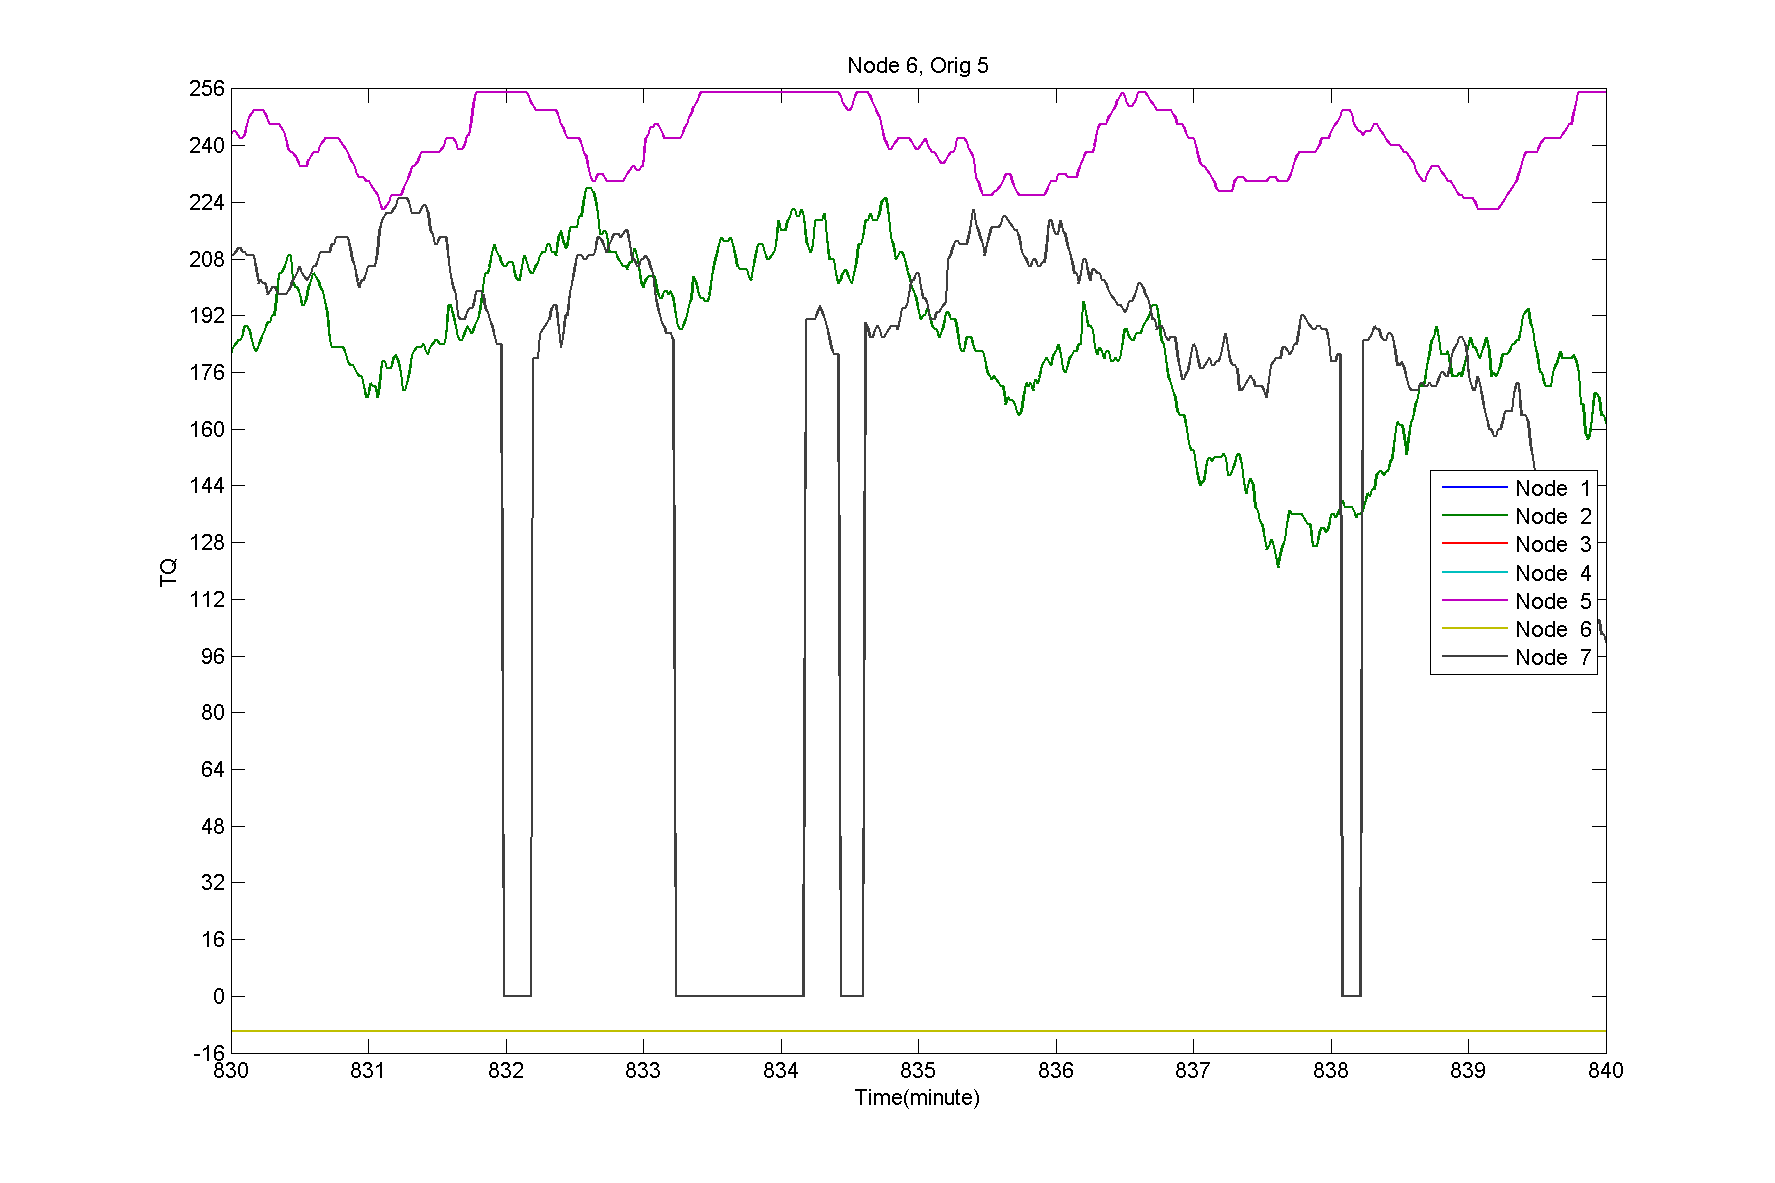 Node 6, Orig 5
256
240
224
208
192
176
160
144
128
112
96
80
64
48
32
16
0
-16
TQ
Node 1
Node 2
Node 3
Node 4
Node 5
Node 6
Node 7
830 831 832 833 834 835 836 837 838 839 840
Time(minute)